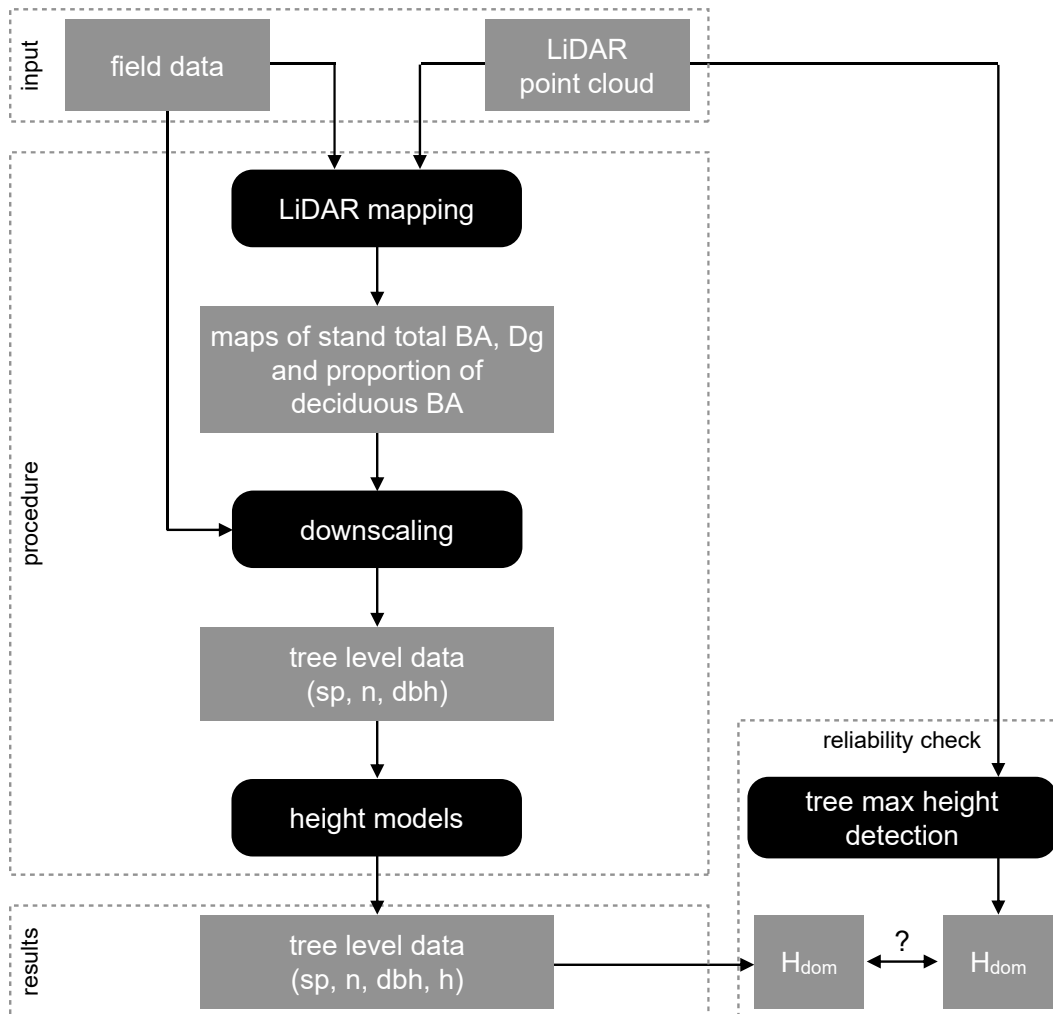 input
field data
LiDAR
point cloud
procedure
LiDAR mapping
maps of stand total BA, Dg
and proportion of
deciduous BA
downscaling
tree level data
(sp, n, dbh)
height models
reliability check
tree max height
detection
results
tree level data
(sp, n, dbh, h)
Hdom
?
Hdom